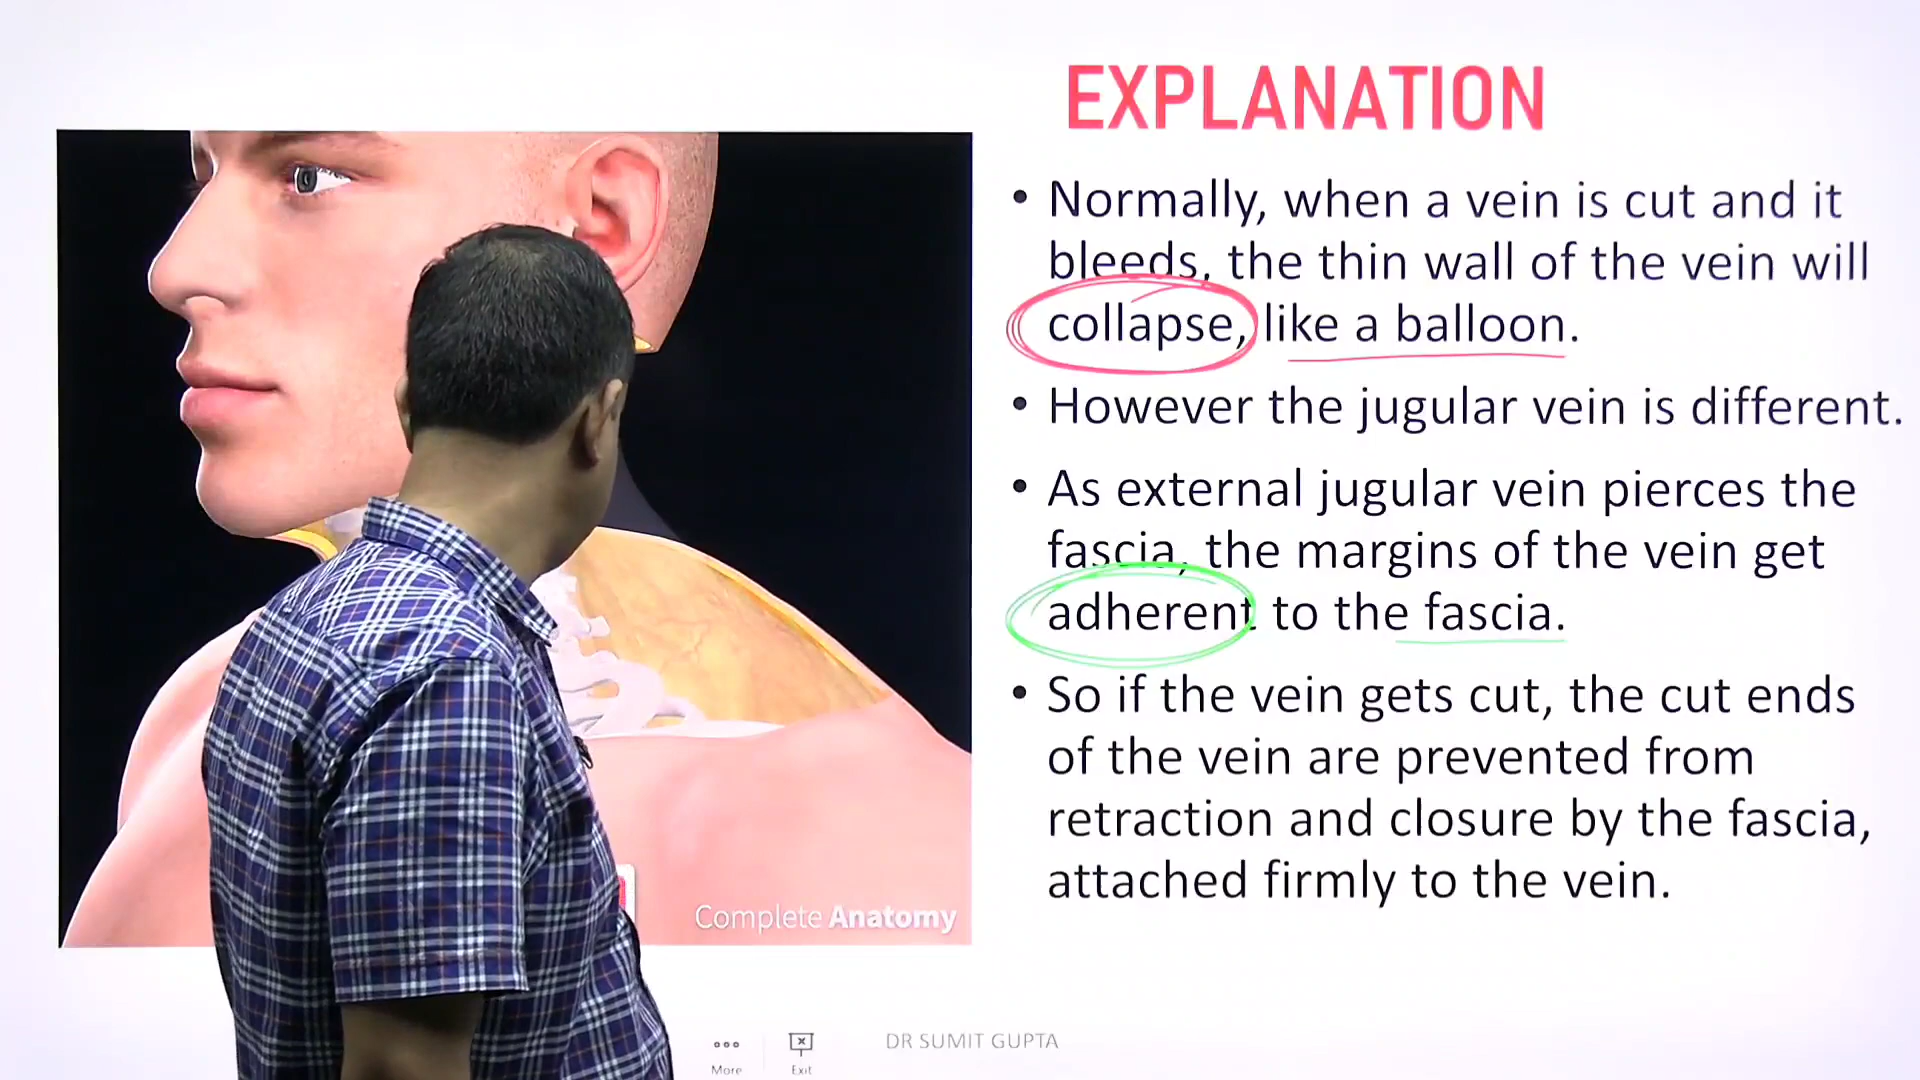 EXPLANATION
• Normally, when a vein is cut and it
bleeds, the thin wall of the vein will
collapse, like a balloon.
• However the jugular vein is different.
• As external jugular vein pierces the
fascia, the margins of the vein get
adherent to the fascia.
• So if the vein gets cut, the cut ends
of the vein are prevented from
retraction and closure by the fascia,
attached firmly to the vein.
Complete Anatomy
DR SUMIT GUPTA
More
Exit